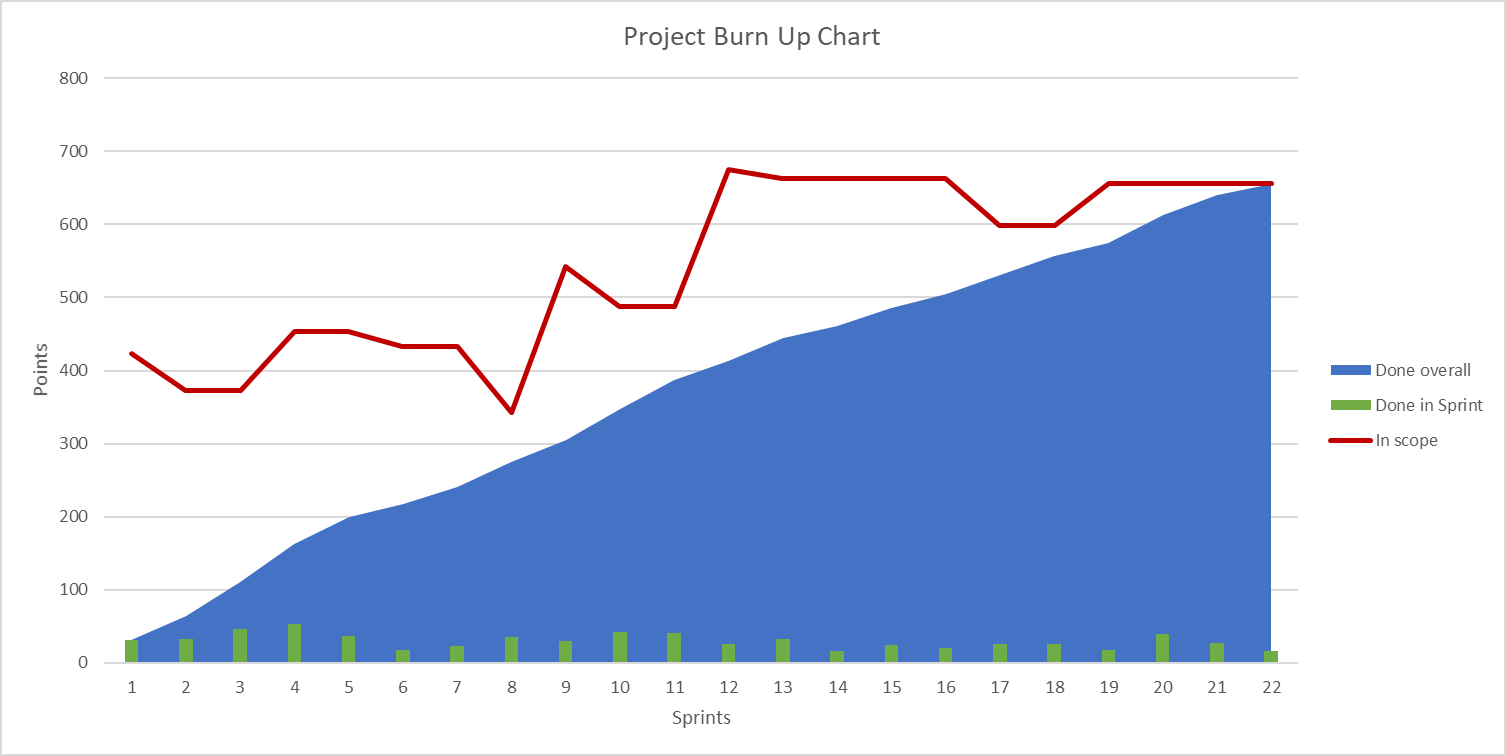 Project Burn Up Chart
800
700
600
500
400
300
200
100
0
Points
1 2 3 4 5 6 7 8 9 10 11 12 13 14 15 16 17 18 19 20 21 22
Sprints
Done overall
Done in Sprint
In scope